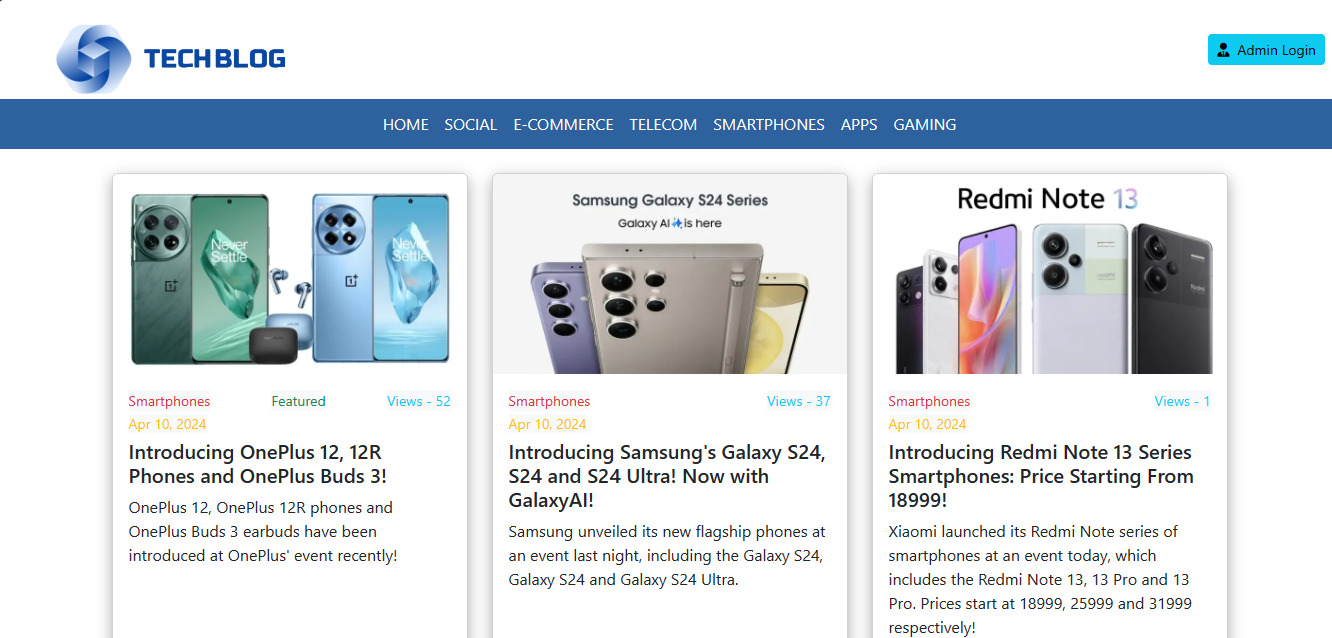 TECHBLOG
Admin Login
HOME SOCIAL E-COMMERCE TELECOM SMARTPHONES APPS GAMING
Never
Settle
Never
Settle
Smartphones Featured Views - 52
Apr 10, 2024
Introducing OnePlus 12, 12R
Phones and OnePlus Buds 3!
OnePlus 12, OnePlus 12R phones and
OnePlus Buds 3 earbuds have been
introduced at OnePlus' event recently!
Samsung Galaxy S24 Series
Galaxy AI is here
Smartphones Views - 37
Apr 10, 2024
Introducing Samsung's Galaxy S24,
S24 and S24 Ultra! Now with
GalaxyAI!
Samsung unveiled its new flagship phones at
an event last night, including the Galaxy S24,
Galaxy S24 and Galaxy S24 Ultra.
Redmi Note 13
Redmi
Smartphones Views - 1
Apr 10, 2024
Introducing Redmi Note 13 Series
Smartphones: Price Starting From
18999!
Xiaomi launched its Redmi Note series of
smartphones at an event today, which
includes the Redmi Note 13, 13 Pro and 13
Pro. Prices start at 18999, 25999 and 31999
respectively!